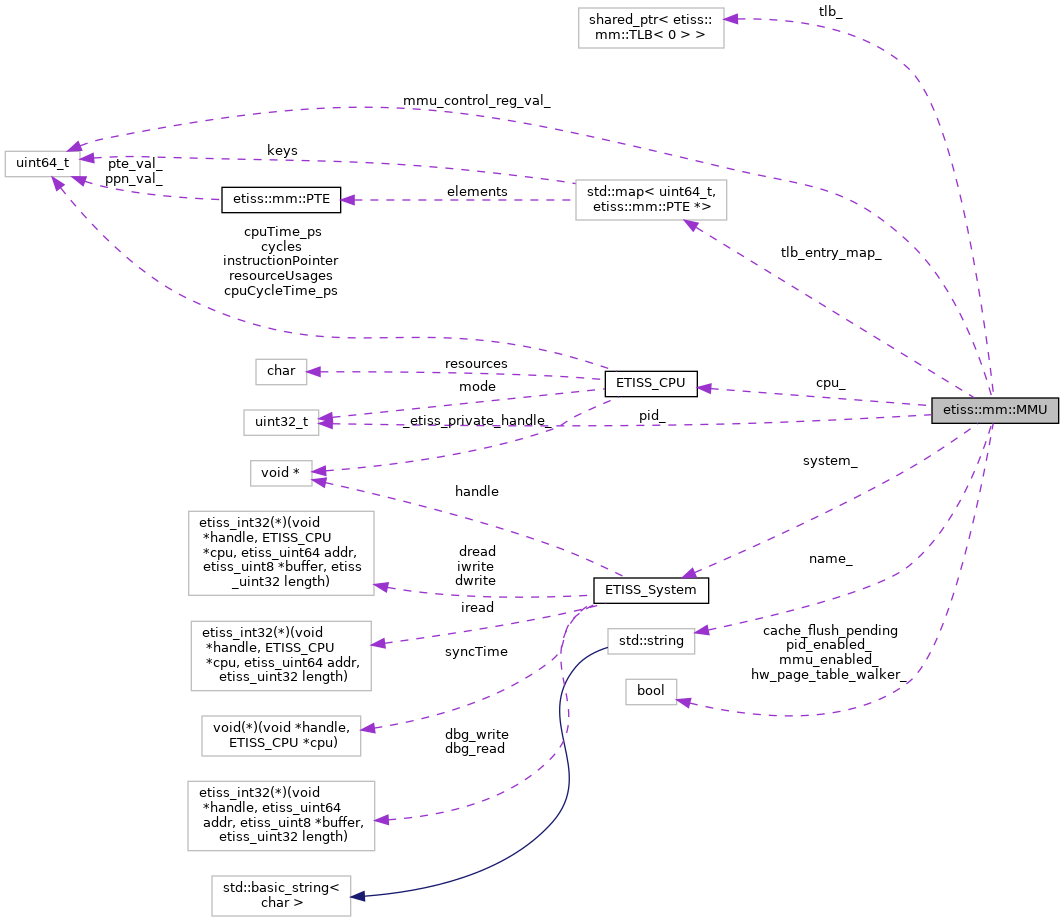 shared_ptr< etiss::
mm::TLB< 0 > >
tlb_
mmu_control_reg_val_
uint64_t
keys
pte_val_
ppn_val_
etiss::mm::PTE
elements
std::map< uint64_t,
etiss::mm::PTE *>
cpuTime_ps
cycles
instructionPointer
resourceUsages
cpuCycleTime_ps
tlb_entry_map_
char
resources
ETISS_CPU
cpu_
mode
etiss::mm::MMU
uint32_t
_etiss_private_handle_
pid_
void *
system_
handle
etiss_int32(*)(void
*handle, ETISS_CPU
*cpu, etiss_uint64 addr,
etiss_uint8 *buffer, etiss
_uint32 length)
dread
iwrite
dwrite
ETISS_System
name_
iread
etiss_int32(*)(void
*handle, ETISS_CPU
*cpu, etiss_uint64 addr,
etiss_uint32 length)
syncTime
std::string
cache_flush_pending
pid_enabled_
mmu_enabled_
hw_page_table_walker_
bool
void(*)(void *handle,
ETISS_CPU *cpu)
dbg_write
dbg_read
etiss_int32(*)(void
*handle, etiss_uint64
addr, etiss_uint8 *buffer,
etiss_uint32 length)
std::basic_string<
char >